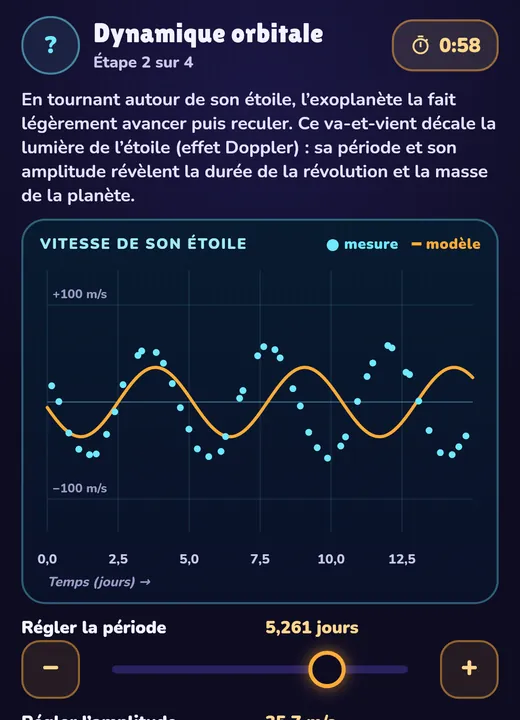 ?
Dynamique orbitale
Étape 2 sur 4
0:58
En tournant autour de son étoile, l'exoplanète la fait
légèrement avancer puis reculer. Ce va-et-vient décale la
lumière de l'étoile (effet Doppler) : sa période et son
amplitude révèlent la durée de la révolution et la masse
de la planète.
VITESSE DE SON ÉTOILE
mesure
modèle
+100 m/s
−100 m/s
0,0 2,5 5,0 7,5 10,0 12,5
Temps (jours) →
Régler la période 5,261 jours
− +
Régler l'amplitude 35,7 m/s